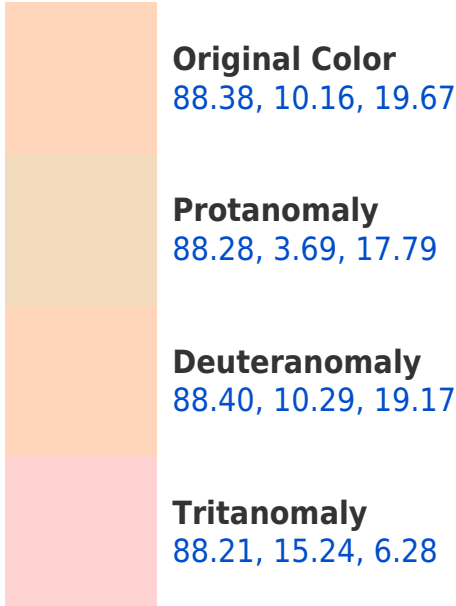 Original Color
88.38, 10.16, 19.67
Protanomaly
88.28, 3.69, 17.79
Deuteranomaly
88.40, 10.29, 19.17
Tritanomaly
88.21, 15.24, 6.28